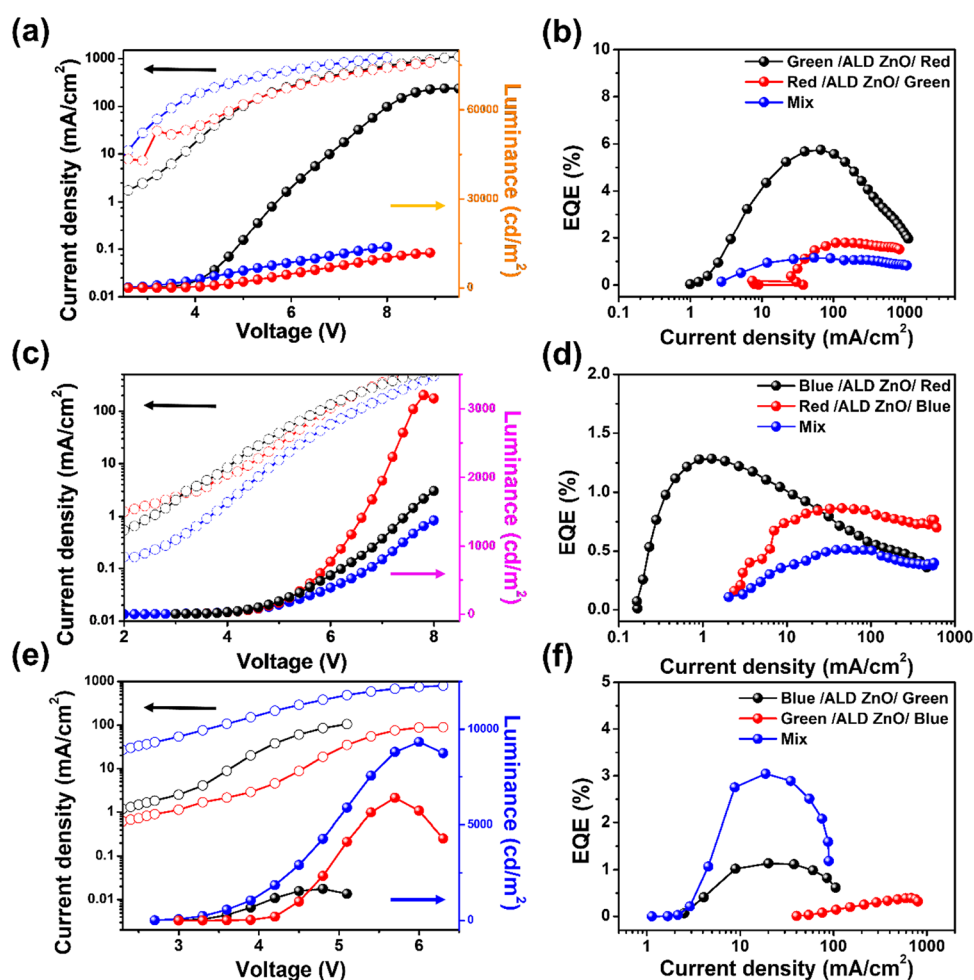 (a)
Current density (mA/cm²)
1000
100
10
1
0.1
0.01
4
6
8
Voltage (V)
60000
30000
0
Luminance (cd/m²)
(b)
EQE (%)
10
8
6
4
2
0
Green /ALD ZnO/ Red
Red /ALD ZnO/ Green
Mix
0.1
1
10
100
1000
Current density (mA/cm²)
(c)
Current density (mA/cm²)
100
10
1
0.1
0.01
2
4
6
8
Voltage (V)
3000
2000
1000
0
Luminance (cd/m²)
(d)
EQE (%)
2.0
1.5
1.0
0.5
0.0
Blue /ALD ZnO/ Red
Red /ALD ZnO/ Blue
Mix
0.1
1
10
100
1000
Current density (mA/cm²)
(e)
Current density (mA/cm²)
1000
100
10
1
0.1
0.01
3
4
5
6
Voltage (V)
10000
5000
0
Luminance (cd/m²)
(f)
EQE (%)
5
4
3
2
1
0
Blue /ALD ZnO/ Green
Green /ALD ZnO/ Blue
Mix
1
10
100
1000
Current density (mA/cm²)